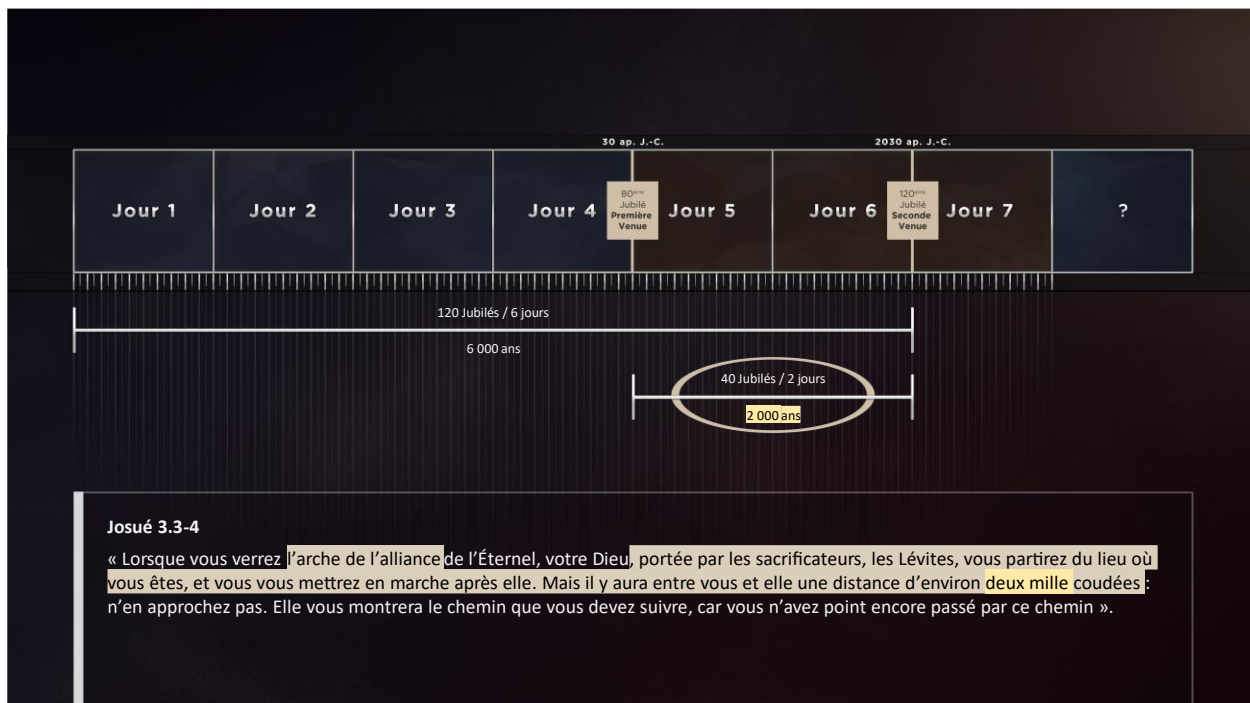 30 ap. J.-C.
2030 ap. J.-C.
Jour 1
Jour 2
Jour 3
Jour 4
80ème
Jubilé
Première
Venue
Jour 5
Jour 6
120ème
Jubilé
Seconde
Venue
Jour 7
?
120 Jubilés / 6 jours
6 000 ans
40 Jubilés / 2 jours
2 000 ans
Josué 3.3-4
« Lorsque vous verrez l’arche de l’alliance de l’Éternel, votre Dieu, portée par les sacrificateurs, les Lévites, vous partirez du lieu où
vous êtes, et vous vous mettrez en marche après elle. Mais il y aura entre vous et elle une distance d’environ deux mille coudées :
n’en approchez pas. Elle vous montrera le chemin que vous devez suivre, car vous n’avez point encore passé par ce chemin ».